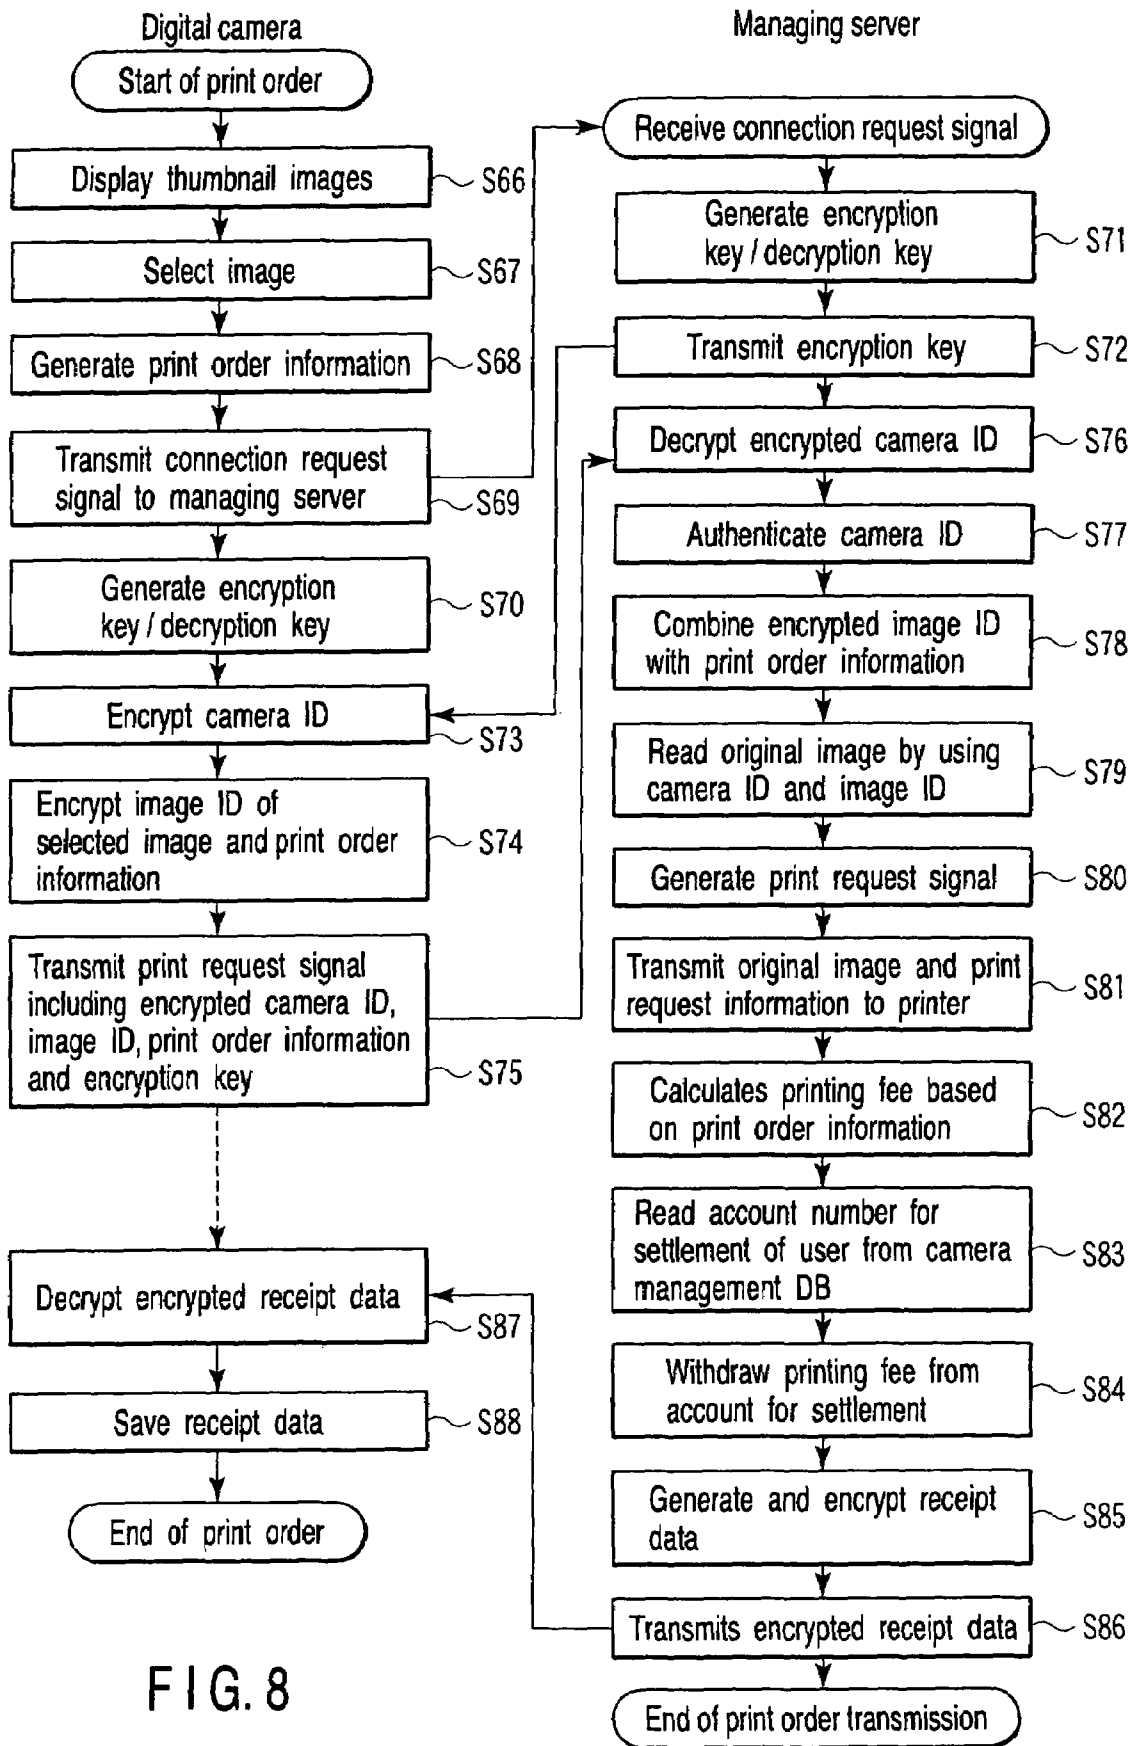 Digital camera
Start of print order
Display thumbnail images
S66
Select image
S67
Generate print order information
S68
Transmit connection request
signal to managing server
S69
Generate encryption
key / decryption key
S70
Encrypt camera ID
S73
Encrypt image ID of
selected image and print order
information
S74
Transmit print request signal
including encrypted camera ID,
image ID, print order information
and encryption key
S75
Decrypt encrypted receipt data
S87
Save receipt data
S88
End of print order
Managing server
Receive connection request signal
Generate encryption
key / decryption key
S71
Transmit encryption key
S72
Decrypt encrypted camera ID
S76
Authenticate camera ID
S77
Combine encrypted image ID
with print order information
S78
Read original image by using
camera ID and image ID
S79
Generate print request signal
S80
Transmit original image and print
request information to printer
S81
Calculates printing fee based
on print order information
S82
Read account number for
settlement of user from camera
management DB
S83
Withdraw printing fee from
account for settlement
S84
Generate and encrypt receipt
data
S85
Transmits encrypted receipt data
S86
End of print order transmission
FIG. 8